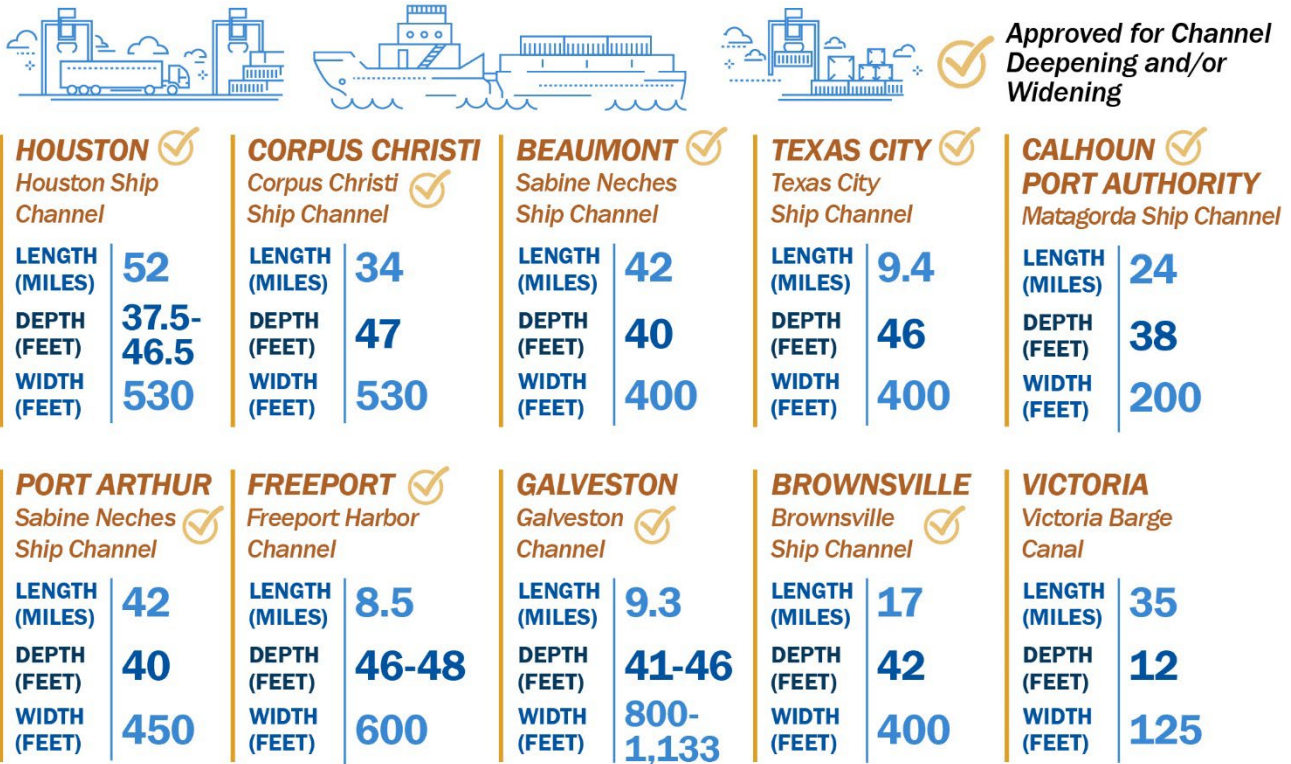 Approved for Channel
Deepening and/or
Widening
HOUSTON
Houston Ship
Channel
LENGTH
(MILES)
52
DEPTH
(FEET)
37.5-
46.5
WIDTH
(FEET)
530
CORPUS CHRISTI
Corpus Christi
Ship Channel
LENGTH
(MILES)
34
DEPTH
(FEET)
47
WIDTH
(FEET)
530
BEAUMONT
Sabine Neches
Ship Channel
LENGTH
(MILES)
42
DEPTH
(FEET)
40
WIDTH
(FEET)
400
TEXAS CITY
Texas City
Ship Channel
LENGTH
(MILES)
9.4
DEPTH
(FEET)
46
WIDTH
(FEET)
400
CALHOUN
PORT AUTHORITY
Matagorda Ship Channel
LENGTH
(MILES)
24
DEPTH
(FEET)
38
WIDTH
(FEET)
200
PORT ARTHUR
Sabine Neches
Ship Channel
LENGTH
(MILES)
42
DEPTH
(FEET)
40
WIDTH
(FEET)
450
FREEPORT
Freeport Harbor
Channel
LENGTH
(MILES)
8.5
DEPTH
(FEET)
46-48
WIDTH
(FEET)
600
GALVESTON
Galveston
Channel
LENGTH
(MILES)
9.3
DEPTH
(FEET)
41-46
WIDTH
(FEET)
800-
1,133
BROWNSVILLE
Brownsville
Ship Channel
LENGTH
(MILES)
17
DEPTH
(FEET)
42
WIDTH
(FEET)
400
VICTORIA
Victoria Barge
Canal
LENGTH
(MILES)
35
DEPTH
(FEET)
12
WIDTH
(FEET)
125